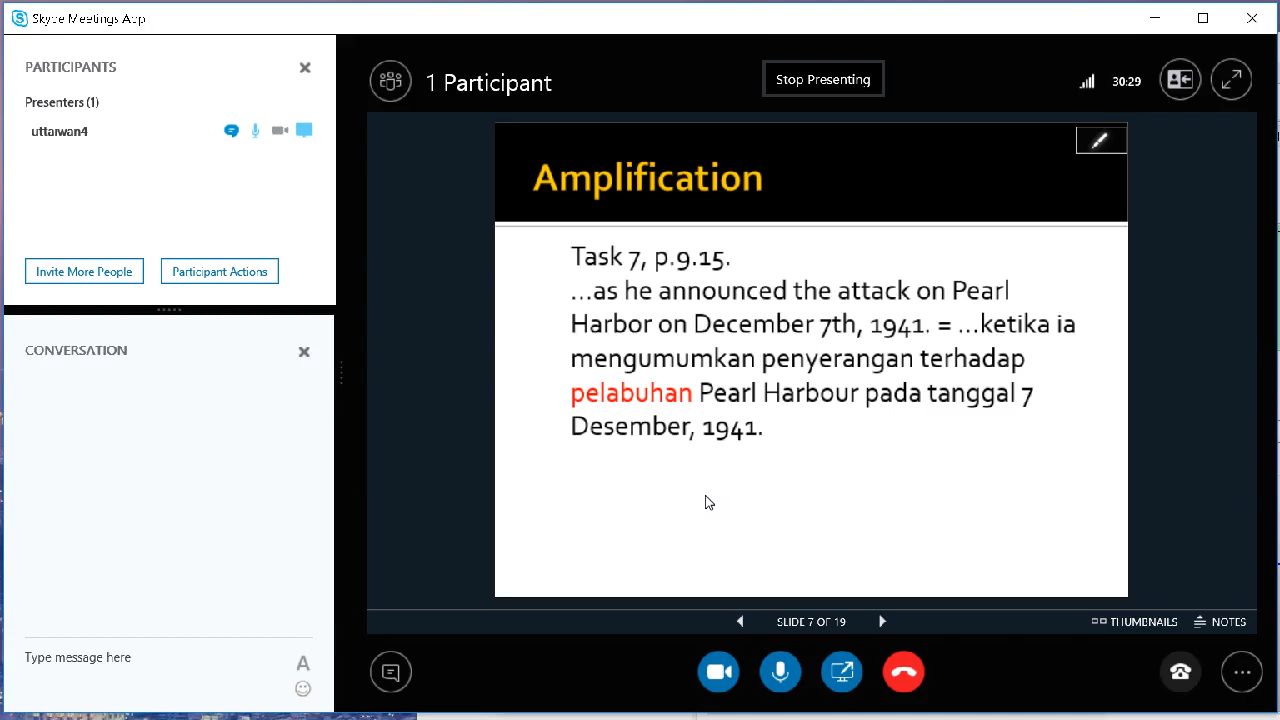 Skype Meetings App
PARTICIPANTS
Presenters (1)
uttaiwan4
Invite More People
Participant Actions
CONVERSATION
Type message here
A
1 Participant
Stop Presenting
30:29
Amplification
Task 7, p.9.15.
...as he announced the attack on Pearl
Harbor on December 7th, 1941. = ...ketika ia
mengumumkan penyerangan terhadap
pelabuhan Pearl Harbour pada tanggal 7
Desember, 1941.
SLIDE 7 OF 19
THUMBNAILS
NOTES